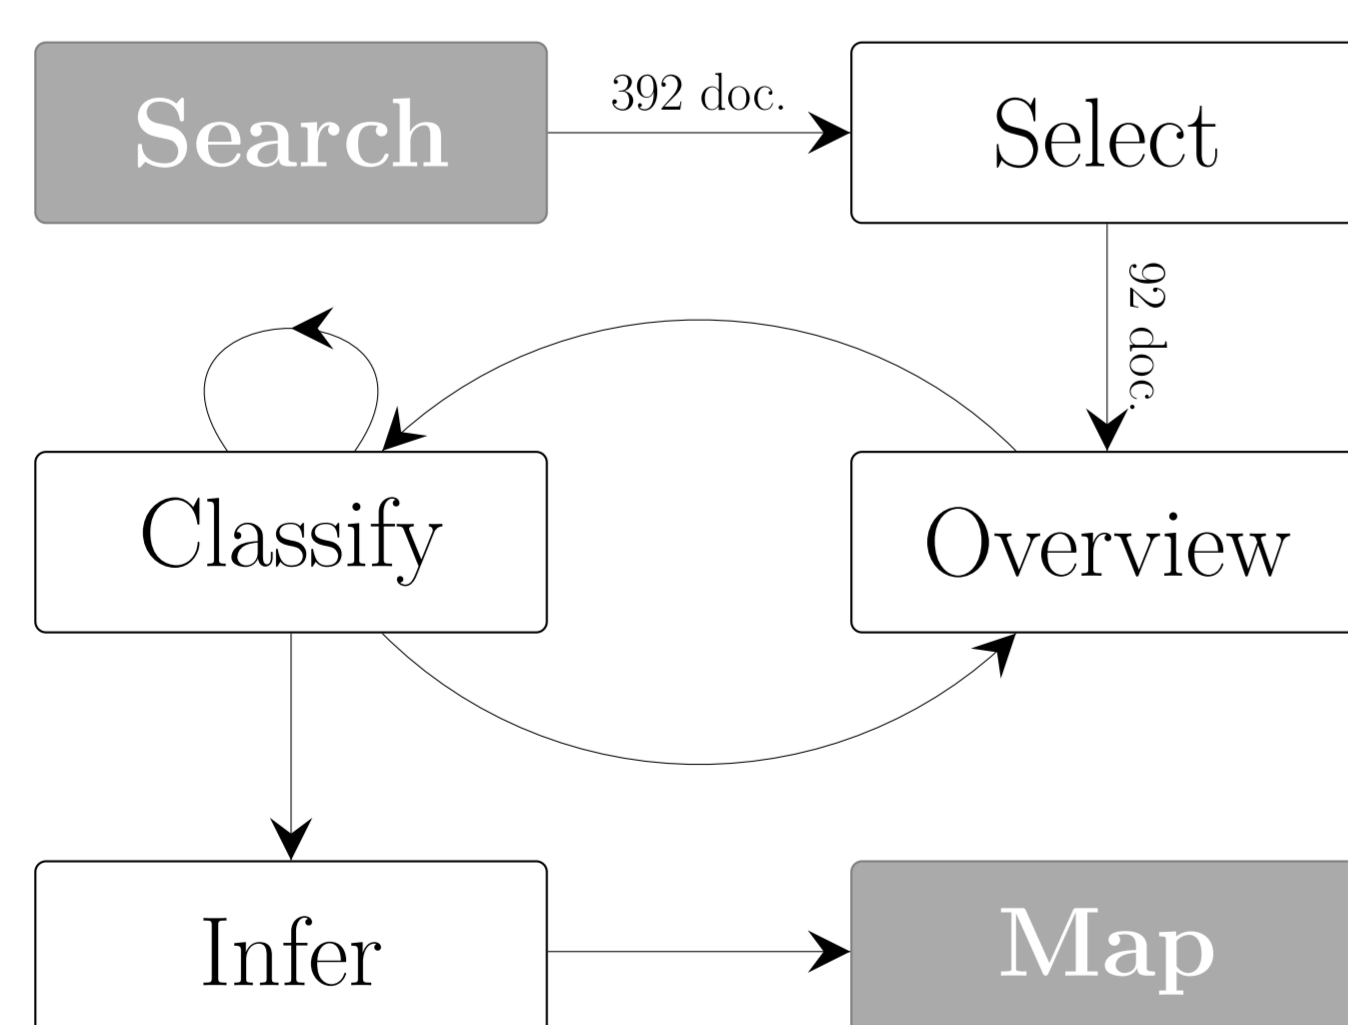 Search
392 doc.
Select
92 doc.
Classify
Overview
Infer
Map